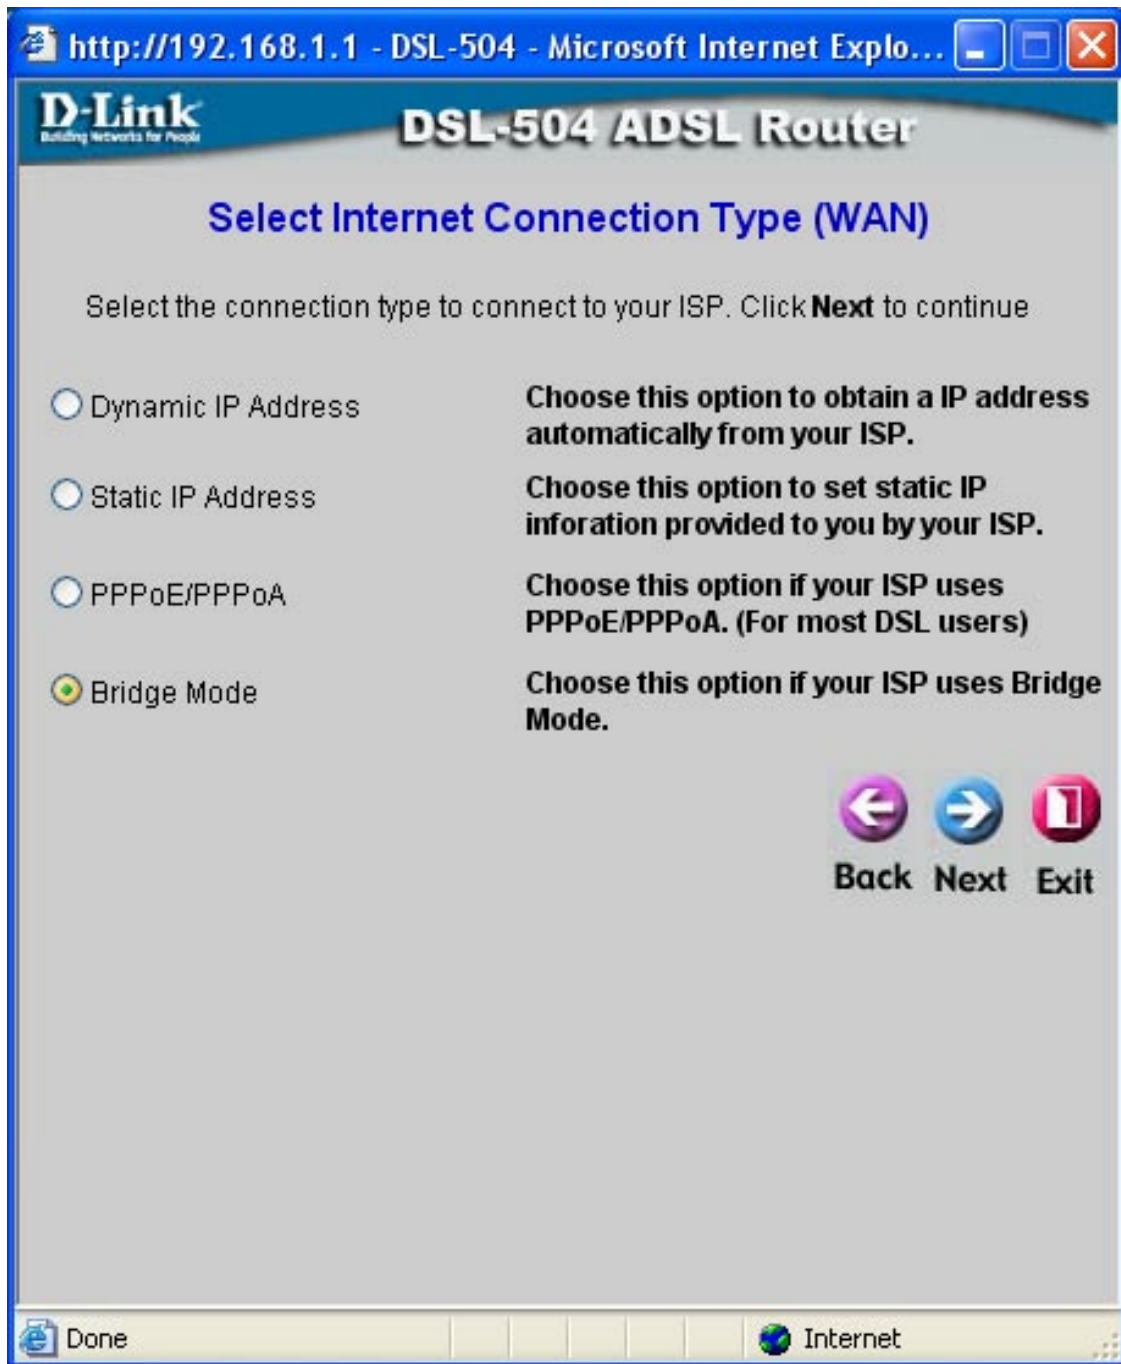 http://192.168.1.1 - DSL-504 - Microsoft Internet Explo...
D-Link
Building Networks for People
DSL-504 ADSL Router
Select Internet Connection Type (WAN)
Select the connection type to connect to your ISP. Click Next to continue
Dynamic IP Address
Choose this option to obtain a IP address
automatically from your ISP.
Static IP Address
Choose this option to set static IP
inforation provided to you by your ISP.
PPPoE/PPPoA
Choose this option if your ISP uses
PPPoE/PPPoA. (For most DSL users)
Bridge Mode
Choose this option if your ISP uses Bridge
Mode.
Back Next Exit
Done
Internet